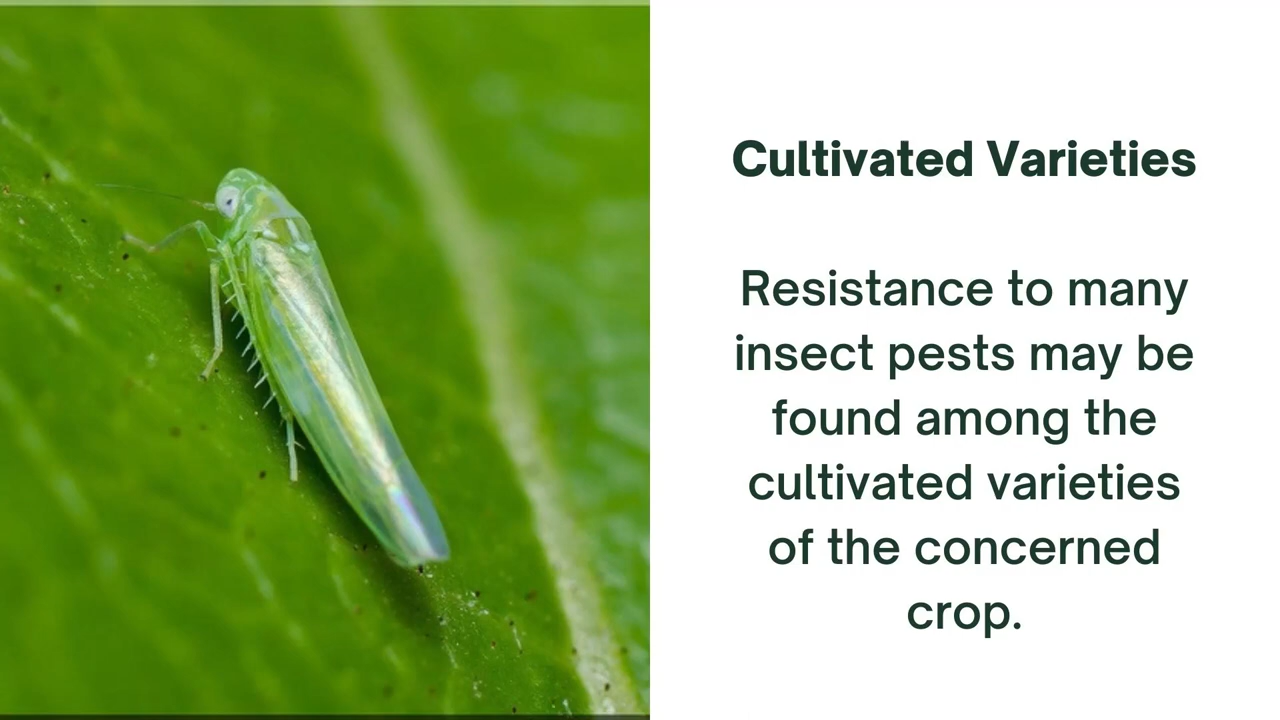 Cultivated Varieties
Resistance to many
insect pests may be
found among the
cultivated varieties
of the concerned
crop.